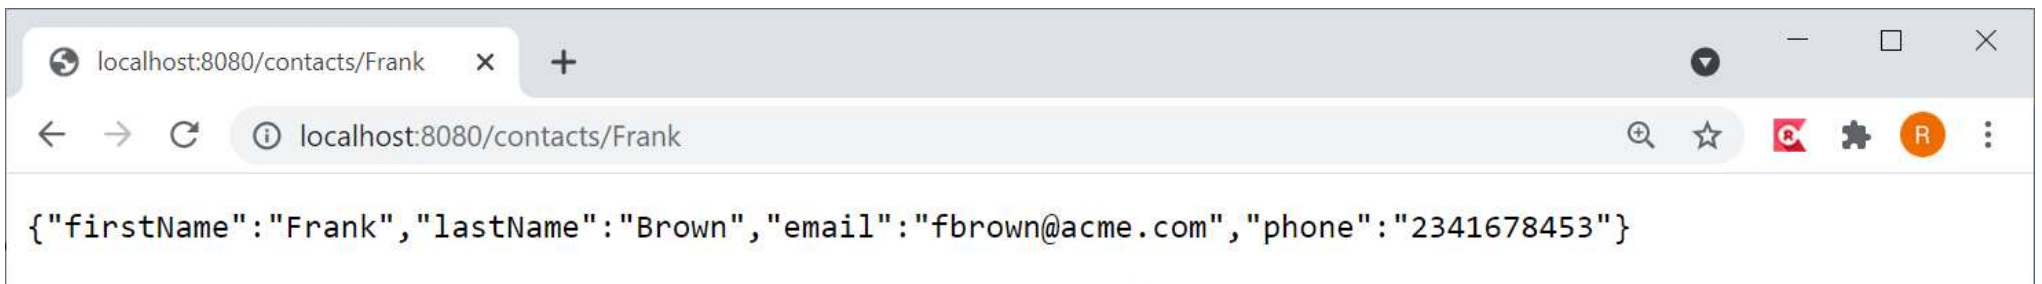 localhost:8080/contacts/Frank
localhost:8080/contacts/Frank
R
R
{"firstName":"Frank","lastName":"Brown","email":"fbrown@acme.com","phone":"2341678453"}